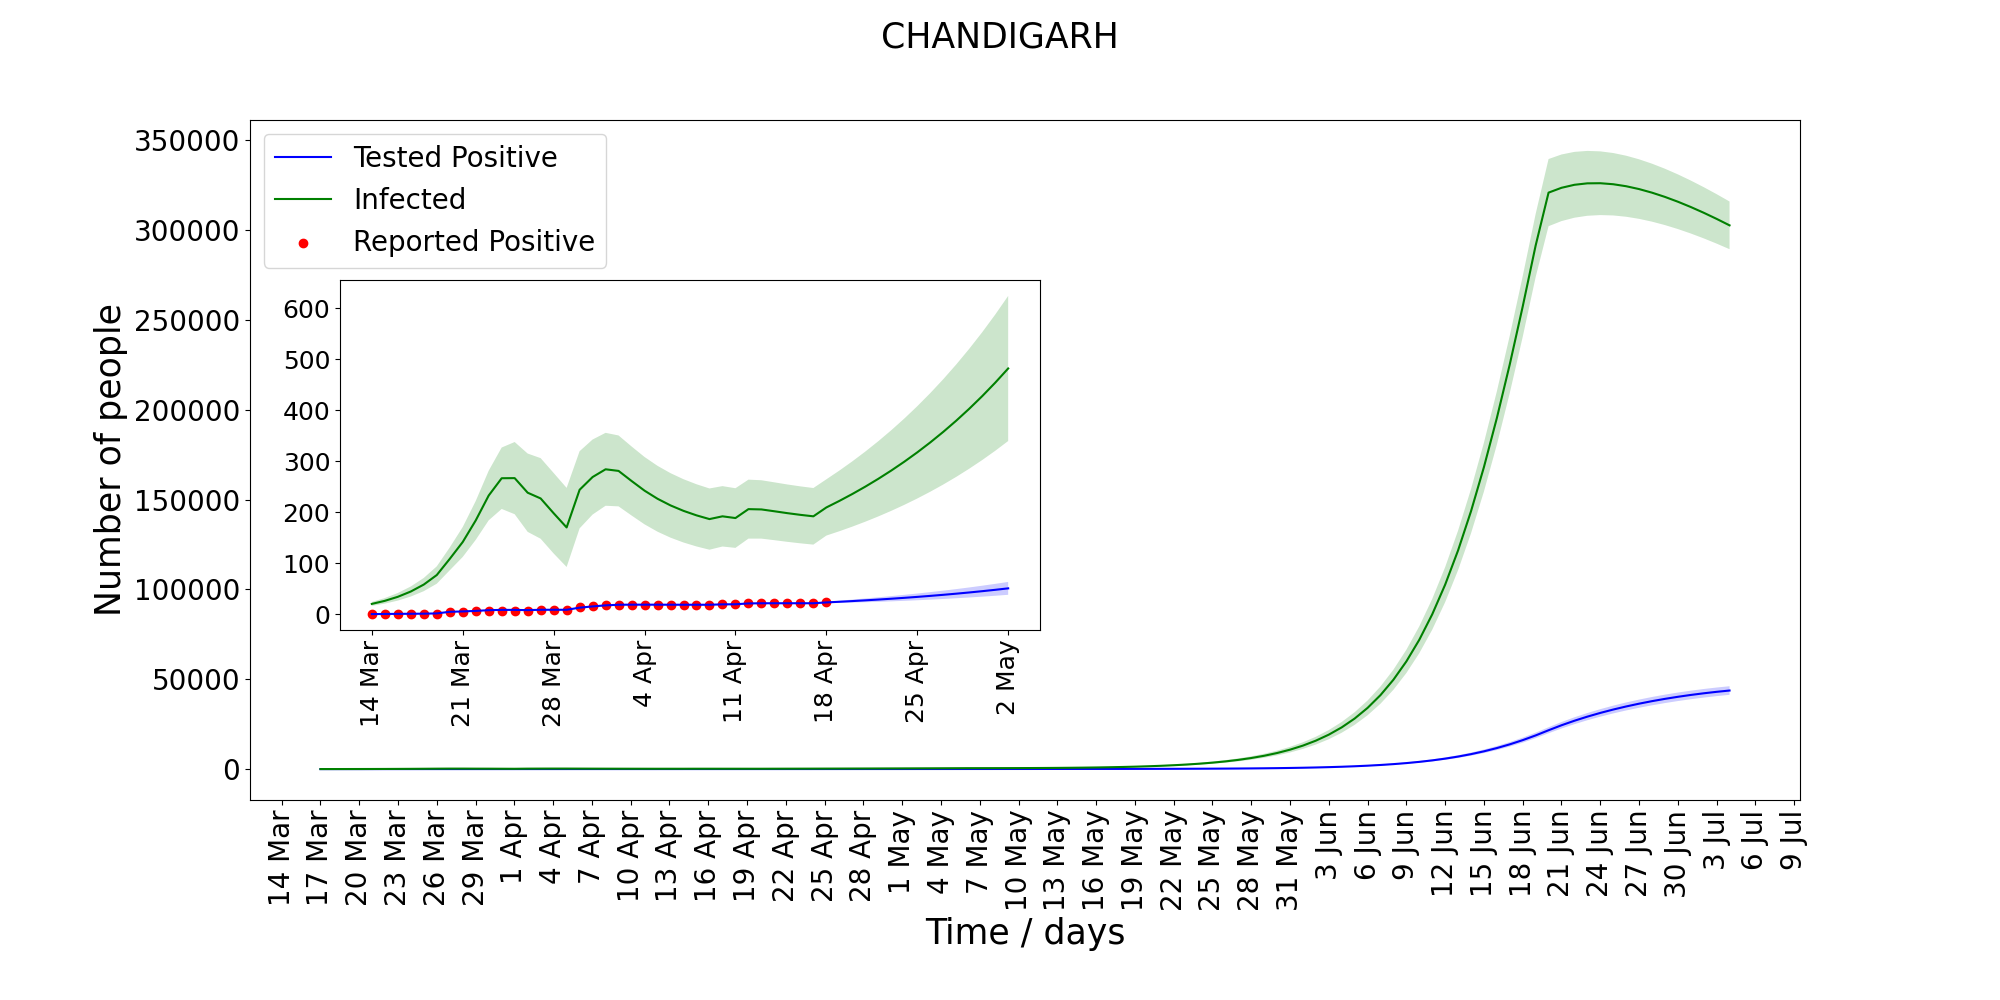 CHANDIGARH
350000
300000
250000
200000
150000
100000
50000
0
Number of people
Tested Positive
Infected
Reported Positive
600
500
400
300
200
100
0
14 Mar 21 Mar 28 Mar 4 Apr 11 Apr 18 Apr 25 Apr 2 May
14 Mar 17 Mar 20 Mar 23 Mar 26 Mar 29 Mar 1 Apr 4 Apr 7 Apr 10 Apr 13 Apr 16 Apr 19 Apr 22 Apr 25 Apr 28 Apr 1 May 4 May 7 May 10 May 13 May 16 May 19 May 22 May 25 May 28 May 31 May 3 Jun 6 Jun 9 Jun 12 Jun 15 Jun 18 Jun 21 Jun 24 Jun 27 Jun 30 Jun 3 Jul 6 Jul 9 Jul
Time / days